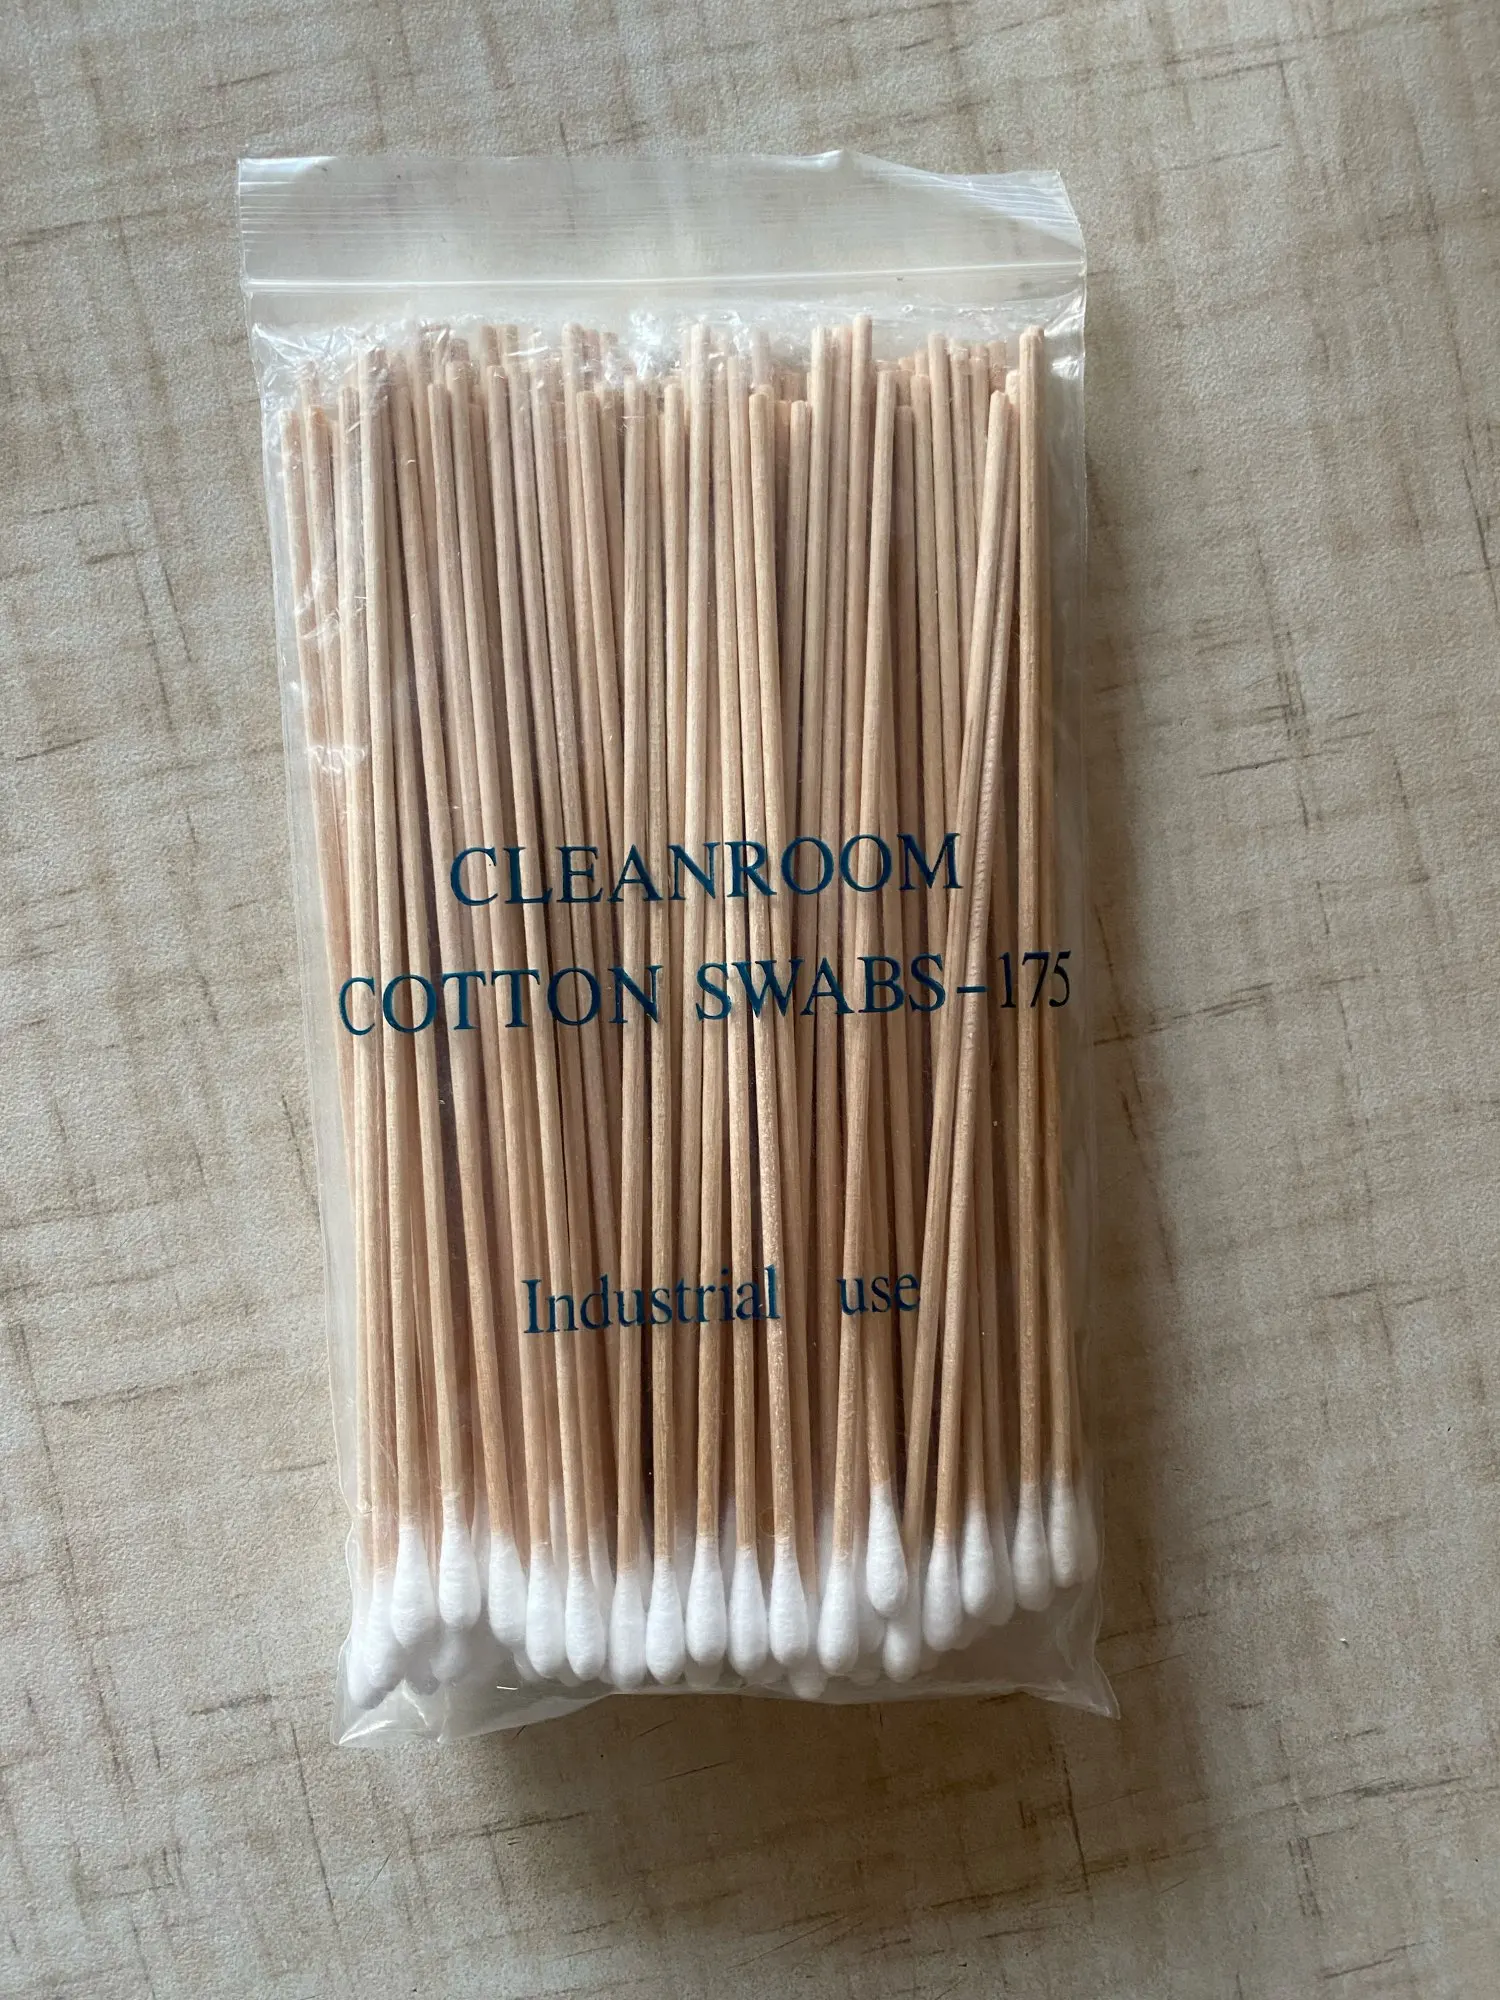 CLEANROOM
COTTON SWABS-175
Industrial use